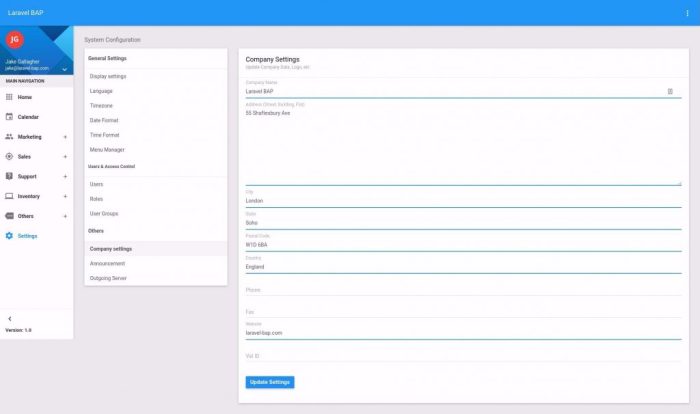 Laravel BAP
JG
Jake Gallagher
jake@laravel-bap.com
MAIN NAVIGATION
Home
Calendar
Marketing +
Sales +
Support +
Inventory +
Others +
Settings
Version: 1.0
System Configuration
General Settings
Display settings
Language
Timezone
Date Format
Time Format
Menu Manager
Users & Access Control
Users
Roles
User Groups
Others
Company settings
Announcement
Outgoing Server
Company Settings
Update Company Data, Logo, etc
Company Name
Laravel BAP
Address (Street, Building, Flat)
55 Shaftesbury Ave
City
London
State
Soho
Postal Code
W1D 6BA
Country
England
Phone
Fax
Website
laravel-bap.com
Vat ID
Update Settings